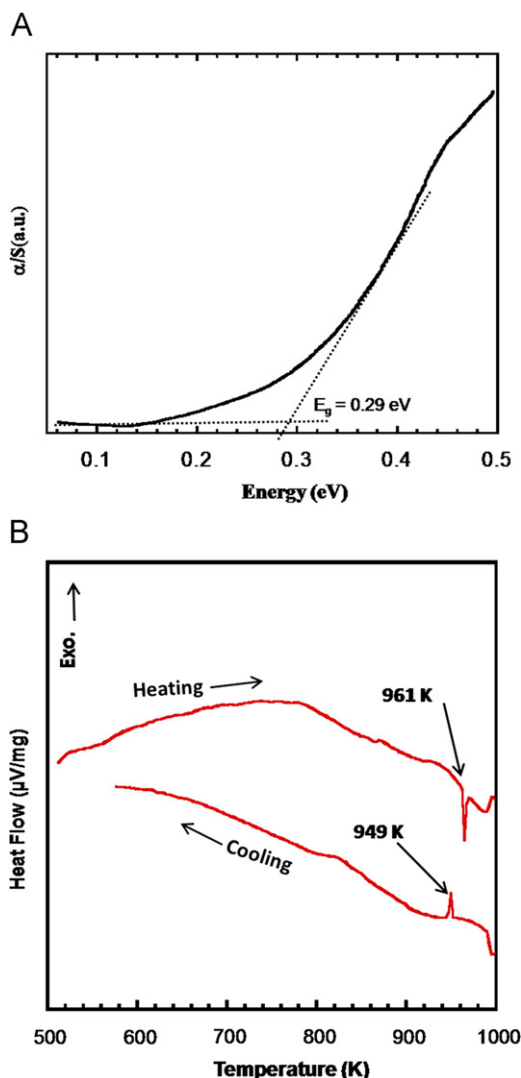 A
α/S(a.u.)
E_g = 0.29 eV
0.1 0.2 0.3 0.4 0.5
Energy (eV)
B
Exo.
Heating
961 K
949 K
Cooling
Heat Flow (µV/mg)
500 600 700 800 900 1000
Temperature (K)